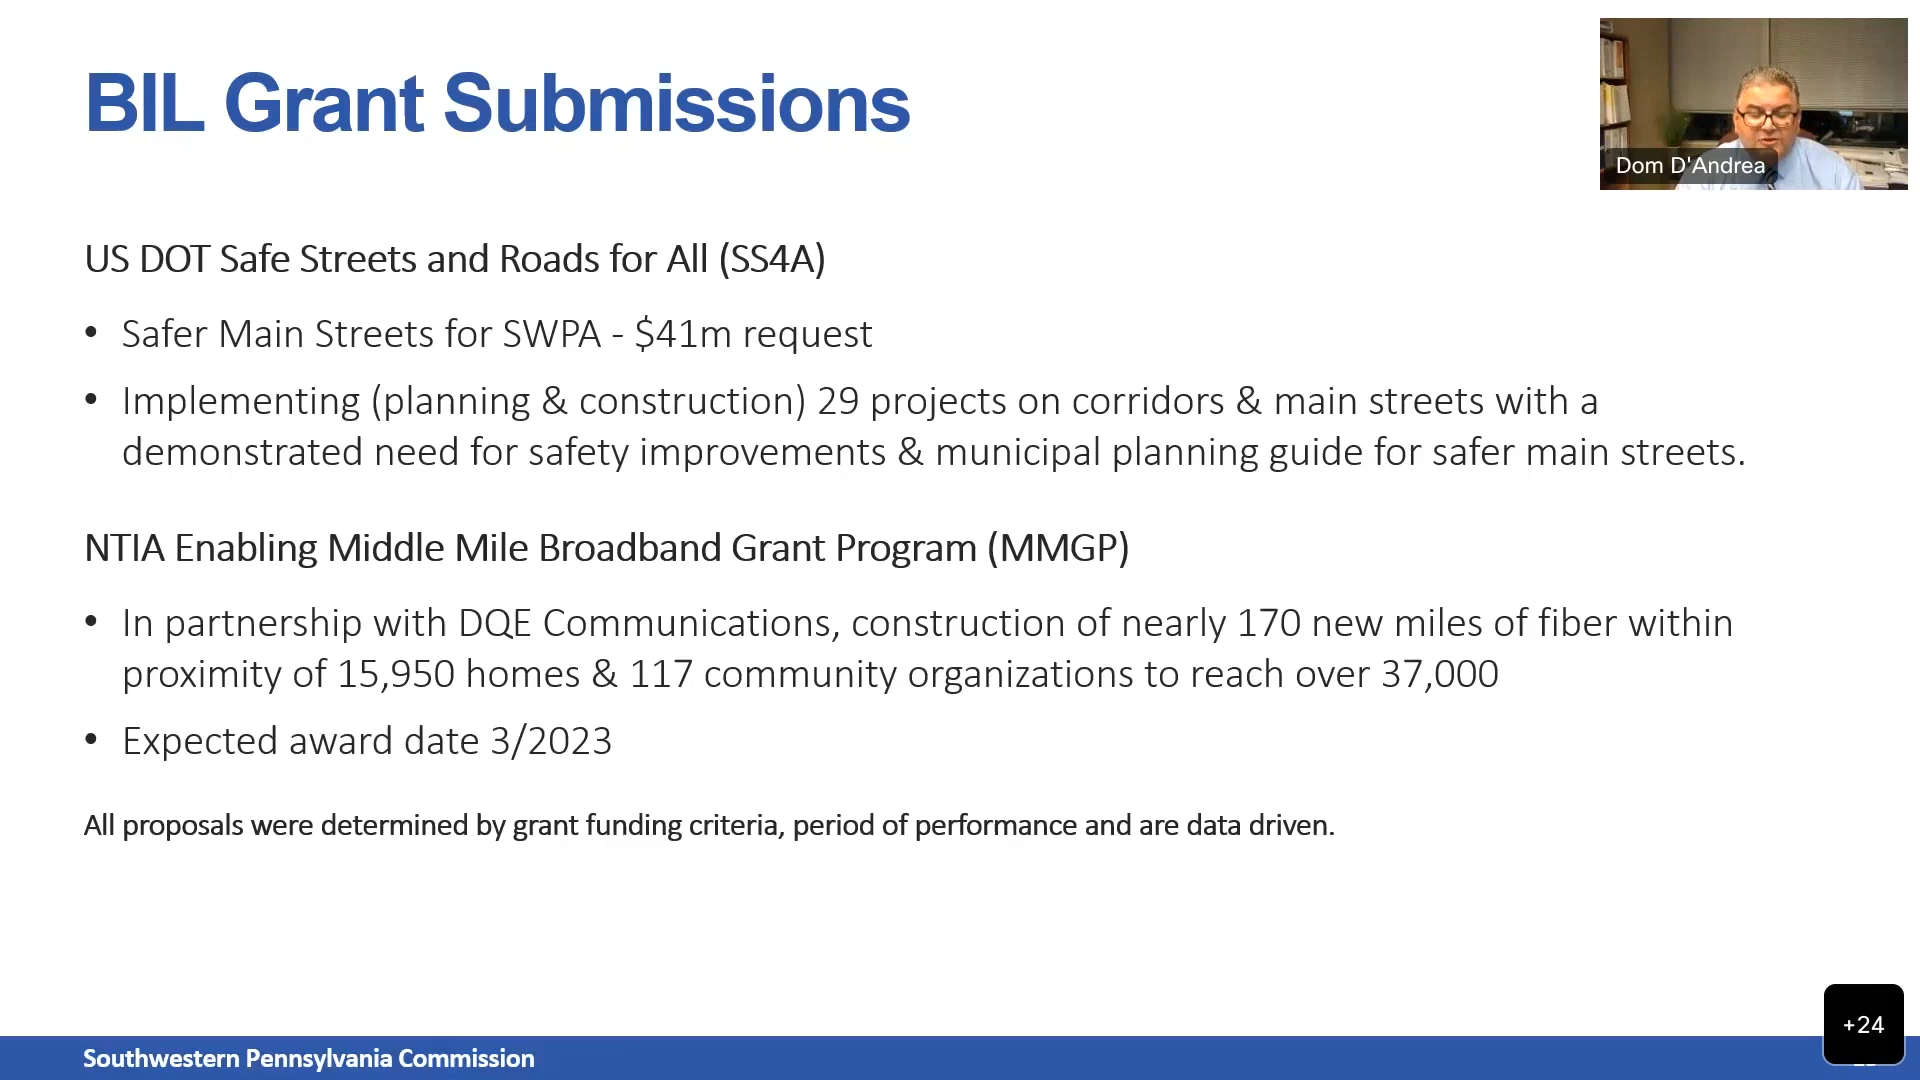 BIL Grant Submissions
Dom D'Andrea
US DOT Safe Streets and Roads for All (SS4A)
• Safer Main Streets for SWPA - $41m request
• Implementing (planning & construction) 29 projects on corridors & main streets with a
demonstrated need for safety improvements & municipal planning guide for safer main streets.
NTIA Enabling Middle Mile Broadband Grant Program (MMGP)
• In partnership with DQE Communications, construction of nearly 170 new miles of fiber within
proximity of 15,950 homes & 117 community organizations to reach over 37,000
• Expected award date 3/2023
All proposals were determined by grant funding criteria, period of performance and are data driven.
+24
Southwestern Pennsylvania Commission